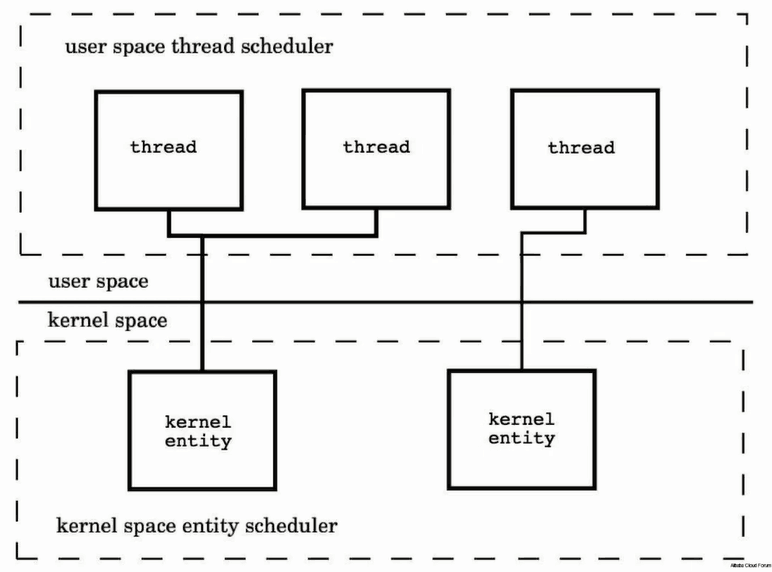 user space thread scheduler
thread
thread
thread
user space
kernel space
kernel
entity
kernel
entity
kernel space entity scheduler
Alibaba Cloud Forum